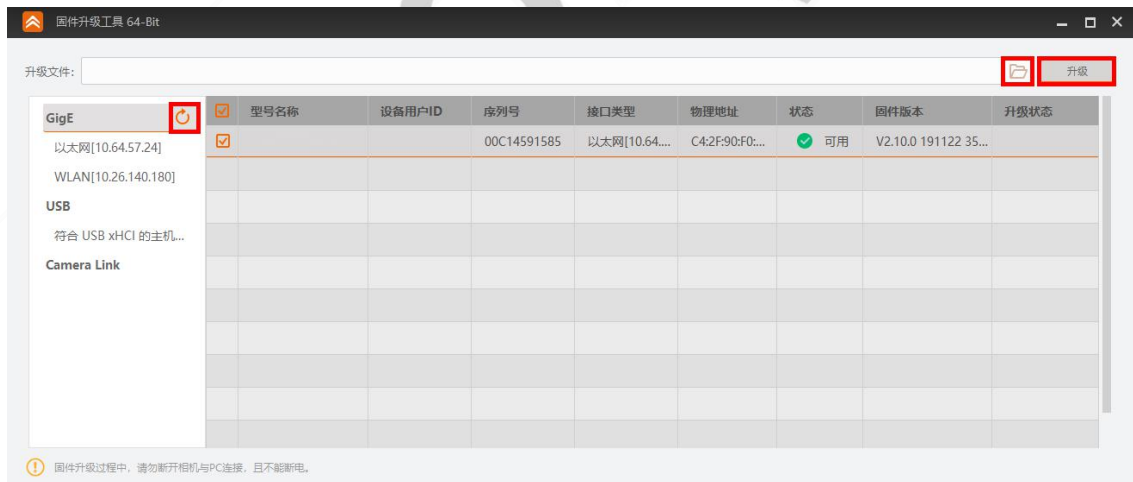 固件升级工具 64-Bit
升级文件:
升级
GigE
型号名称 设备用户ID 序列号 接口类型 物理地址 状态 固件版本 升级状态
00C14591585 以太网[10.64.... C4:2F:90:F0:... 可用 V2.10.0 191122 35...
以太网[10.64.57.24]
WLAN[10.26.140.180]
USB
符合 USB xHCI 的主机...
Camera Link
固件升级过程中，请勿断开相机与PC连接，且不能断电。